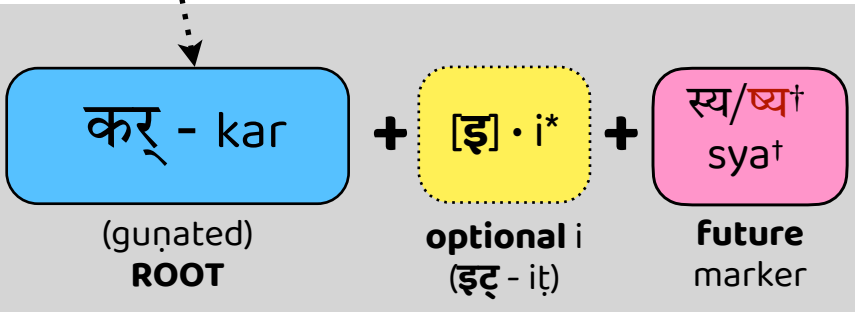 कर् - kar
+
[इ] · i*
+
स्य/ष्य†
sya†
(guṇated)
ROOT
optional i
(इट् - iṭ)
future
marker